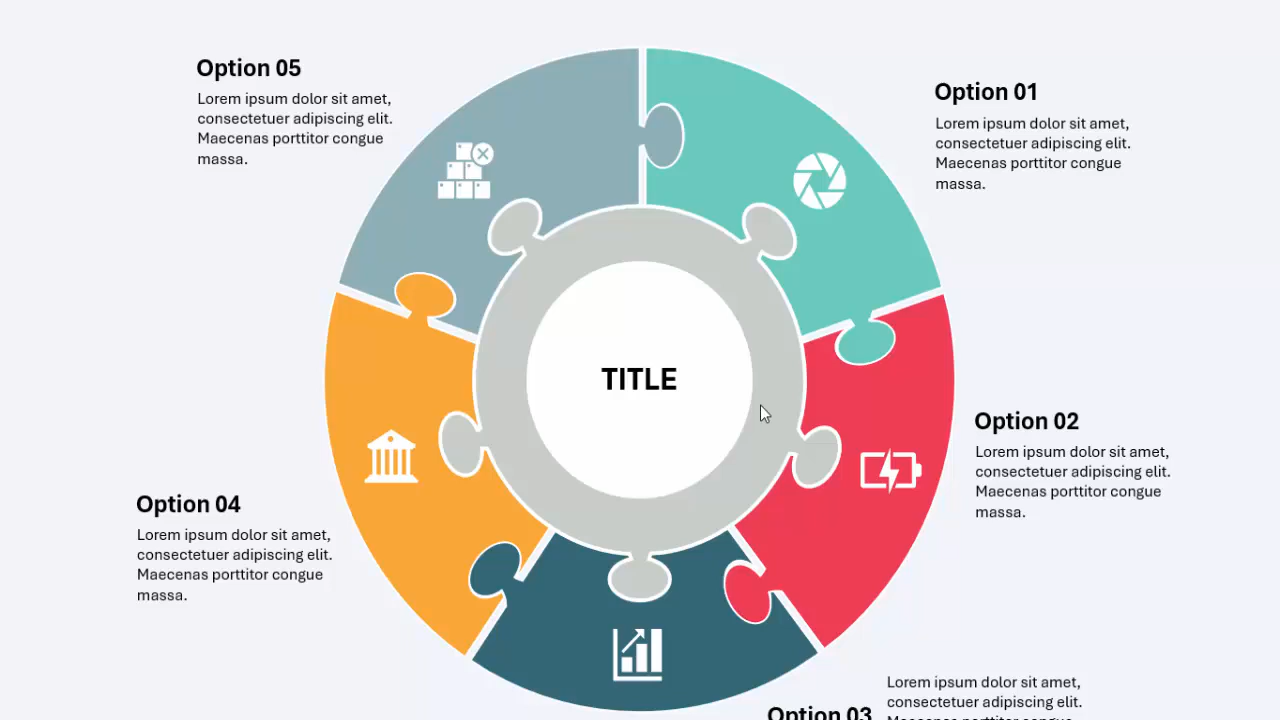 Option 05
Lorem ipsum dolor sit amet,
consectetuer adipiscing elit.
Maecenas porttitor congue
massa.
Option 01
Lorem ipsum dolor sit amet,
consectetuer adipiscing elit.
Maecenas porttitor congue
massa.
TITLE
Option 02
Lorem ipsum dolor sit amet,
consectetuer adipiscing elit.
Maecenas porttitor congue
massa.
Option 04
Lorem ipsum dolor sit amet,
consectetuer adipiscing elit.
Maecenas porttitor congue
massa.
Option 03
Lorem ipsum dolor sit amet,
consectetuer adipiscing elit.
Maecenas porttitor congue